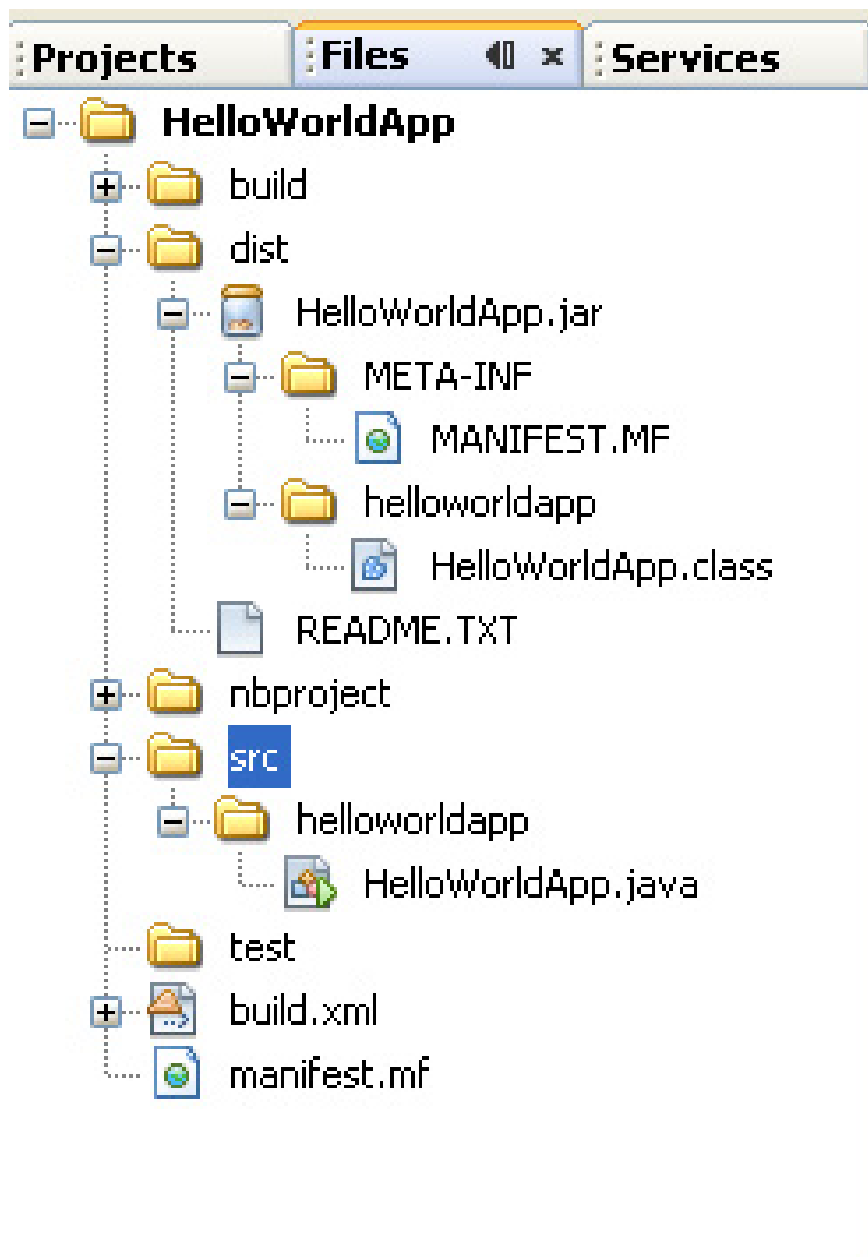 Projects Files Services
HelloWorldApp
build
dist
HelloWorldApp.jar
META-INF
MANIFEST.MF
helloworldapp
HelloWorldApp.class
README.TXT
nbproject
src
helloworldapp
HelloWorldApp.java
test
build.xml
manifest.mf